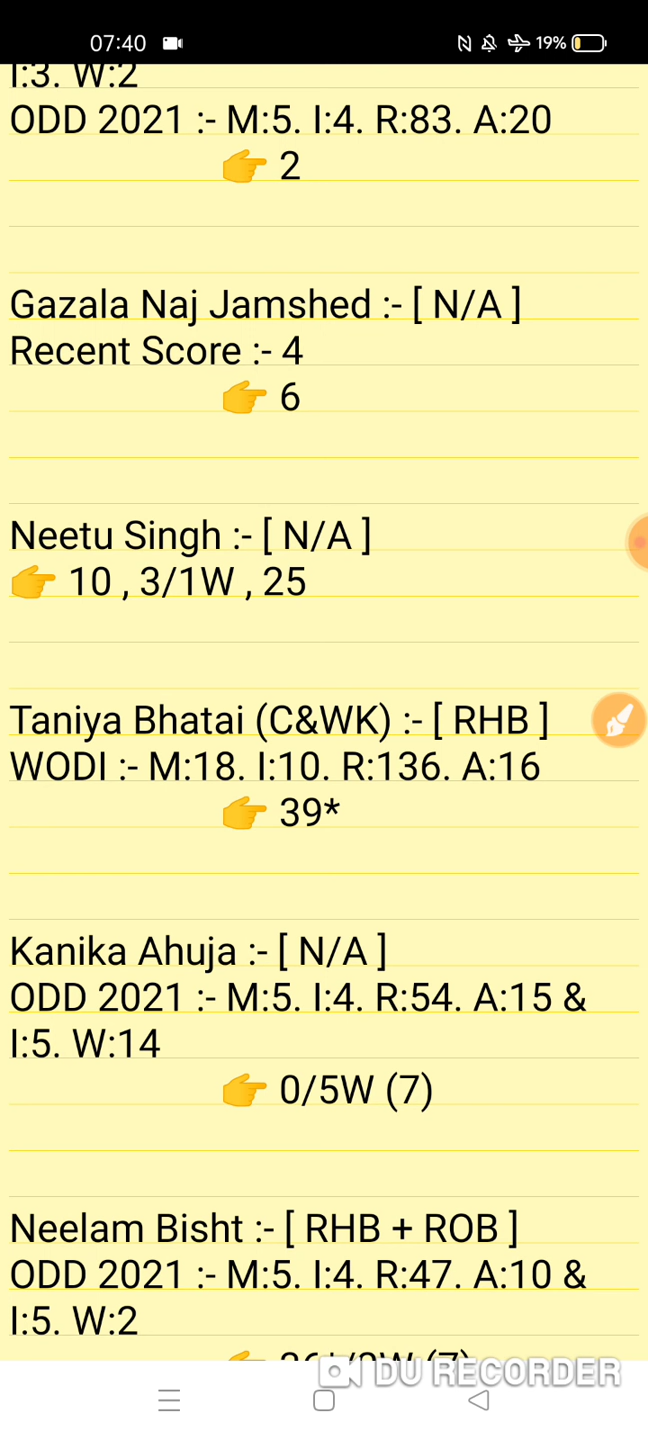 07:40 19%
I:3. W:2
ODD 2021 :- M:5. I:4. R:83. A:20
👉 2
Gazala Naj Jamshed :- [ N/A ]
Recent Score :- 4
👉 6
Neetu Singh :- [ N/A ]
👉 10 , 3/1W , 25
Taniya Bhatai (C&WK) :- [ RHB ]
WODI :- M:18. I:10. R:136. A:16
👉 39*
Kanika Ahuja :- [ N/A ]
ODD 2021 :- M:5. I:4. R:54. A:15 &
I:5. W:14
👉 0/5W (7)
Neelam Bisht :- [ RHB + ROB ]
ODD 2021 :- M:5. I:4. R:47. A:10 &
I:5. W:2
DU RECORDER